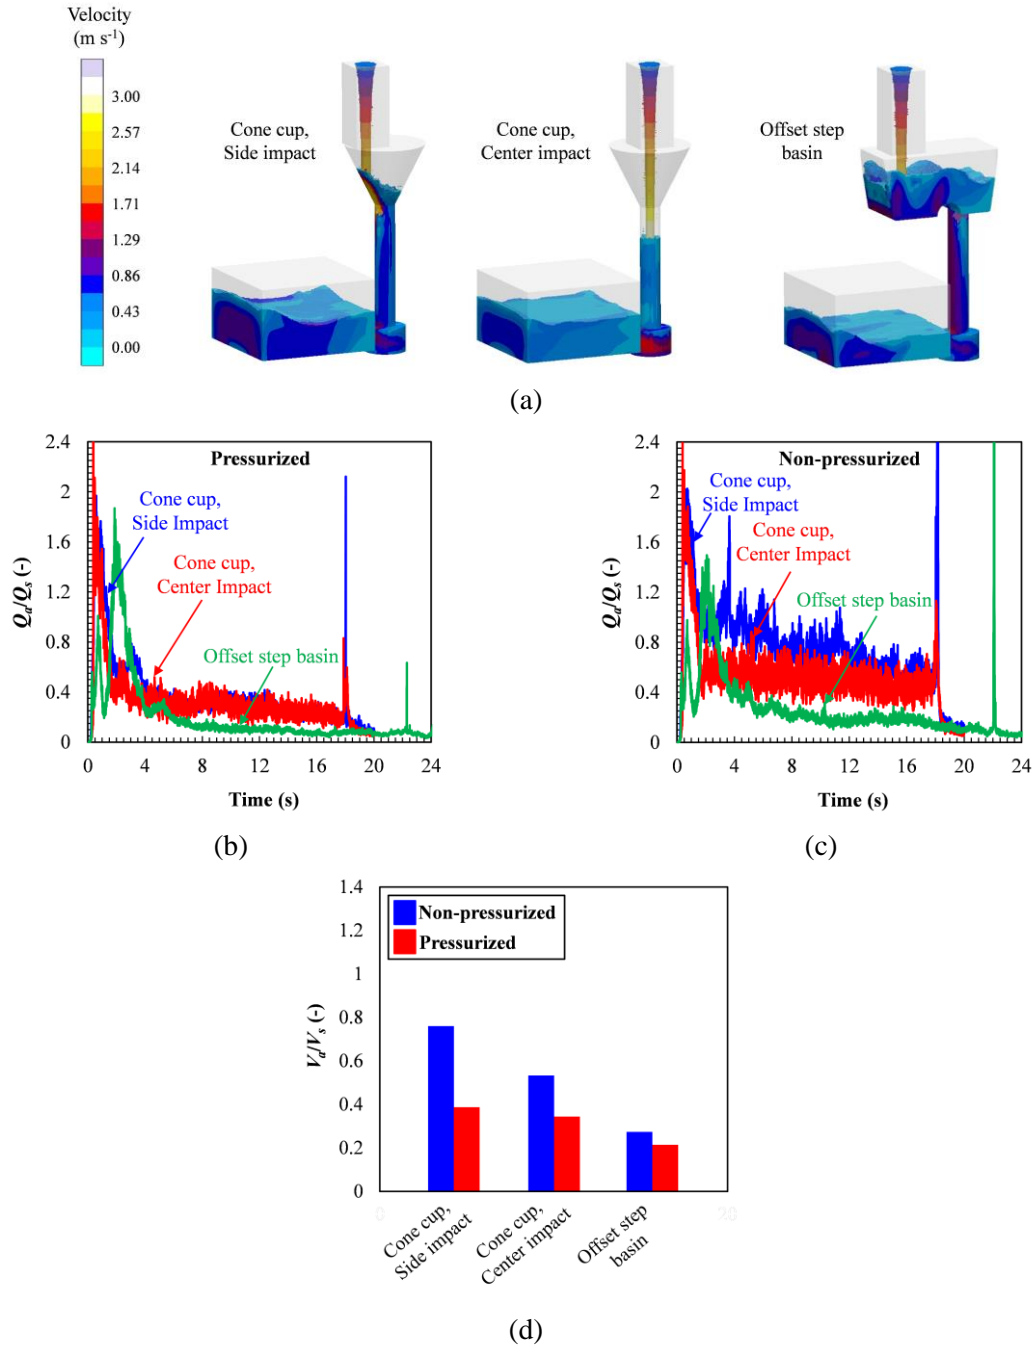 Velocity
(m s⁻¹)
3.00
2.57
2.14
1.71
1.29
0.86
0.43
0.00
Cone cup,
Side impact
Cone cup,
Center impact
Offset step
basin
(a)
2.4
2
1.6
1.2
0.8
0.4
0
Qₐ/Qₛ (-)
Pressurized
Cone cup,
Side Impact
Cone cup,
Center Impact
Offset step basin
0 4 8 12 16 20 24
Time (s)
(b)
2.4
2
1.6
1.2
0.8
0.4
0
Qₐ/Qₛ (-)
Non-pressurized
Cone cup,
Side Impact
Cone cup,
Center Impact
Offset step basin
0 4 8 12 16 20 24
Time (s)
(c)
1.4
1.2
1
0.8
0.6
0.4
0.2
0
Vₐ/Vₛ (-)
Non-pressurized
Pressurized
0 20
Cone cup,
Side impact
Cone cup,
Center impact
Offset step
basin
(d)